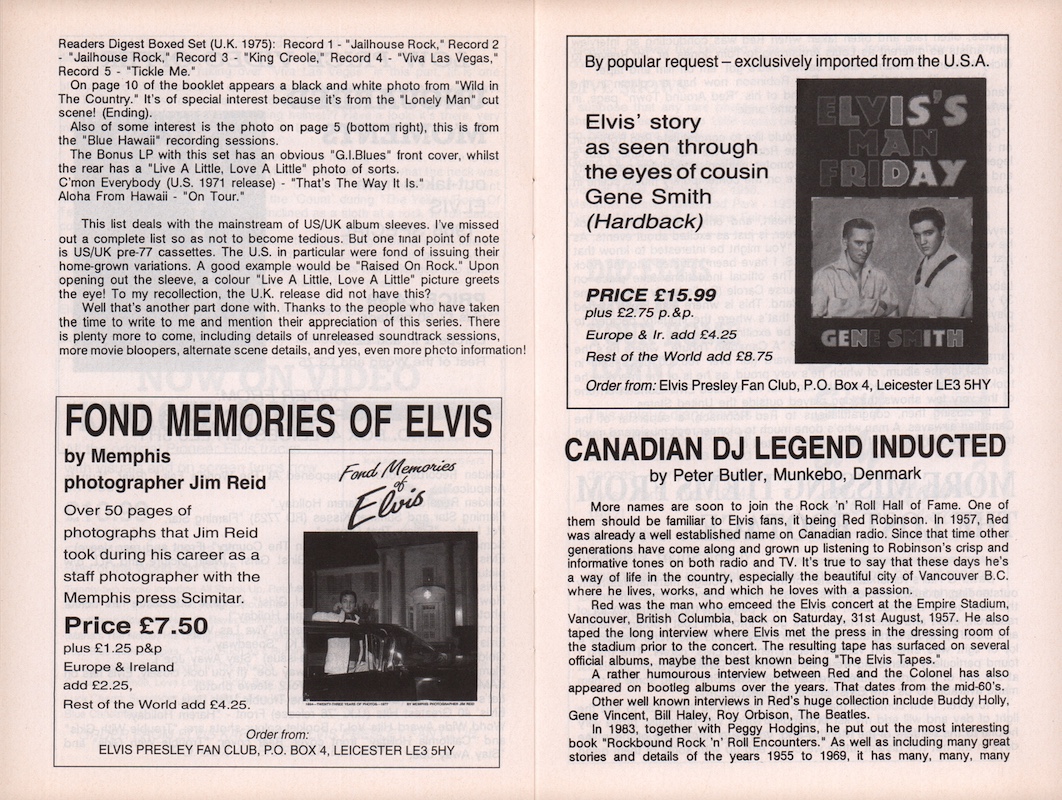 Readers Digest Boxed Set (U.K. 1975): Record 1 - "Jailhouse Rock," Record 2
- "Jailhouse Rock," Record 3 - "King Creole," Record 4 - "Viva Las Vegas,"
Record 5 - "Tickle Me."
On page 10 of the booklet appears a black and white photo from "Wild in
The Country." It's of special interest because it's from the "Lonely Man" cut
scene! (Ending).
Also of some interest is the photo on page 5 (bottom right), this is from
the "Blue Hawaii" recording sessions.
The Bonus LP with this set has an obvious "G.I.Blues" front cover, whilst
the rear has a "Live A Little, Love A Little" photo of sorts.
C'mon Everybody (U.S. 1971 release) - "That's The Way It Is."
Aloha From Hawaii - "On Tour."
This list deals with the mainstream of US/UK album sleeves. I've missed
out a complete list so as not to become tedious. But one final point of note
is US/UK pre-77 cassettes. The U.S. in particular were fond of issuing their
home-grown variations. A good example would be "Raised On Rock." Upon
opening out the sleeve, a colour "Live A Little, Love A Little" picture greets
the eye! To my recollection, the U.K. release did not have this?
Well that's another part done with. Thanks to the people who have taken
the time to write to me and mention their appreciation of this series. There
is plenty more to come, including details of unreleased soundtrack sessions,
more movie bloopers, alternate scene details, and yes, even more photo information!
FOND MEMORIES OF ELVIS
by Memphis
photographer Jim Reid
Over 50 pages of
photographs that Jim Reid
took during his career as a
staff photographer with the
Memphis press Scimitar.
Price £7.50
plus £1.25 p&p
Europe & Ireland
add £2.25,
Rest of the World add £4.25.
Fond Memories
of
Elvis
1954—TWENTY-THREE YEARS OF PHOTOS—1977 BY MEMPHIS PHOTOGRAPHER JIM REID
Order from:
ELVIS PRESLEY FAN CLUB, P.O. BOX 4, LEICESTER LE3 5HY
By popular request – exclusively imported from the U.S.A.
Elvis' story
as seen through
the eyes of cousin
Gene Smith
(Hardback)
PRICE £15.99
plus £2.75 p.&p.
Europe & Ir. add £4.25
Rest of the World add £8.75
ELVIS'S
MAN
FRIDAY
GENE SMITH
Order from: Elvis Presley Fan Club, P.O. Box 4, Leicester LE3 5HY
CANADIAN DJ LEGEND INDUCTED
by Peter Butler, Munkebo, Denmark
More names are soon to join the Rock 'n' Roll Hall of Fame. One of
them should be familiar to Elvis fans, it being Red Robinson. In 1957, Red
was already a well established name on Canadian radio. Since that time other
generations have come along and grown up listening to Robinson's crisp and
informative tones on both radio and TV. It's true to say that these days he's
a way of life in the country, especially the beautiful city of Vancouver B.C.
where he lives, works, and which he loves with a passion.
Red was the man who emceed the Elvis concert at the Empire Stadium,
Vancouver, British Columbia, back on Saturday, 31st August, 1957. He also
taped the long interview where Elvis met the press in the dressing room of
the stadium prior to the concert. The resulting tape has surfaced on several
official albums, maybe the best known being "The Elvis Tapes."
A rather humourous interview between Red and the Colonel has also
appeared on bootleg albums over the years. That dates from the mid-60's.
Other well known interviews in Red's huge collection include Buddy Holly,
Gene Vincent, Bill Haley, Roy Orbison, The Beatles.
In 1983, together with Peggy Hodgins, he put out the most interesting
book "Rockbound Rock 'n' Roll Encounters." As well as including many great
stories and details of the years 1955 to 1969, it has many, many, many